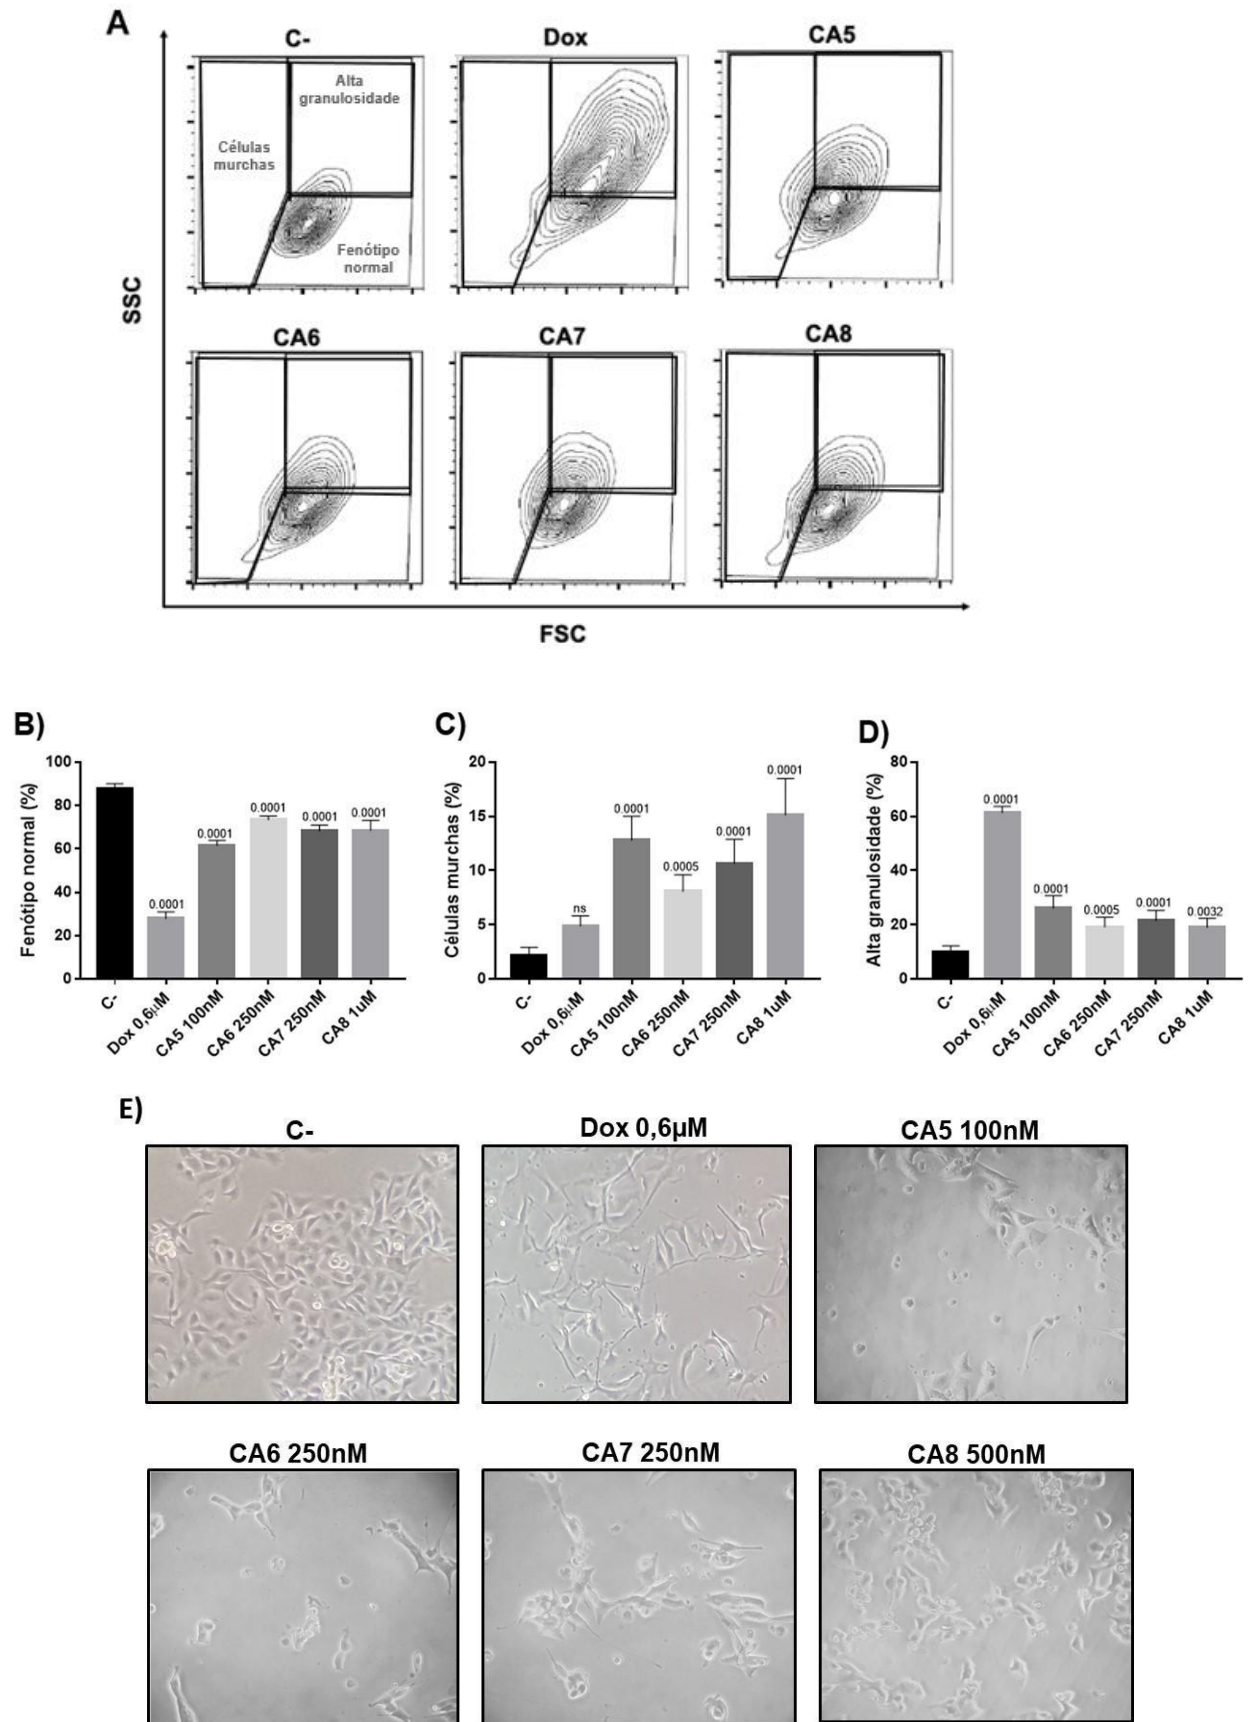 A
C-
Dox
CA5
Alta
granulosidade
Células
murchas
Fenótipo
normal
SSC
CA6
CA7
CA8
FSC
B)
Fenótipo normal (%)
100
80
60
40
20
0
0.0001
0.0001
0.0001
0.0001
0.0001
C-
Dox 0,6µM
CA5 100nM
CA6 250nM
CA7 250nM
CA8 1uM
C)
Células murchas (%)
20
15
10
5
0
ns
0.0001
0.0005
0.0001
0.0001
C-
Dox 0,6µM
CA5 100nM
CA6 250nM
CA7 250nM
CA8 1uM
D)
Alta granulosidade (%)
80
60
40
20
0
0.0001
0.0001
0.0005
0.0001
0.0032
C-
Dox 0,6µM
CA5 100nM
CA6 250nM
CA7 250nM
CA8 1uM
E)
C-
Dox 0,6µM
CA5 100nM
CA6 250nM
CA7 250nM
CA8 500nM